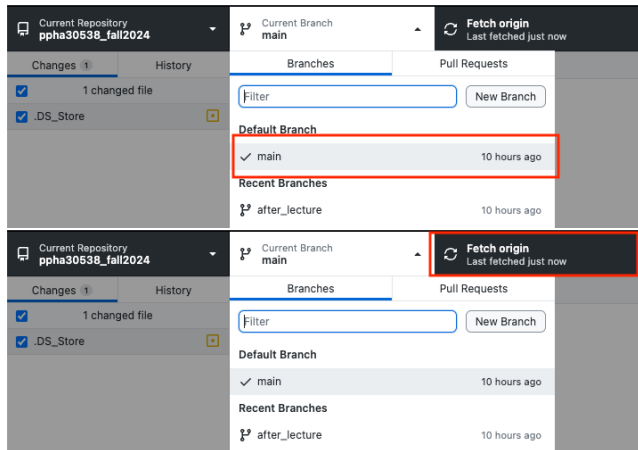 Current Repository
ppha30538_fall2024
Current Branch
main
Fetch origin
Last fetched just now
Changes 1
History
Branches
Pull Requests
1 changed file
Filter
New Branch
.DS_Store
Default Branch
main
10 hours ago
Recent Branches
after_lecture
10 hours ago
Current Repository
ppha30538_fall2024
Current Branch
main
Fetch origin
Last fetched just now
Changes 1
History
Branches
Pull Requests
1 changed file
Filter
New Branch
.DS_Store
Default Branch
main
10 hours ago
Recent Branches
after_lecture
10 hours ago